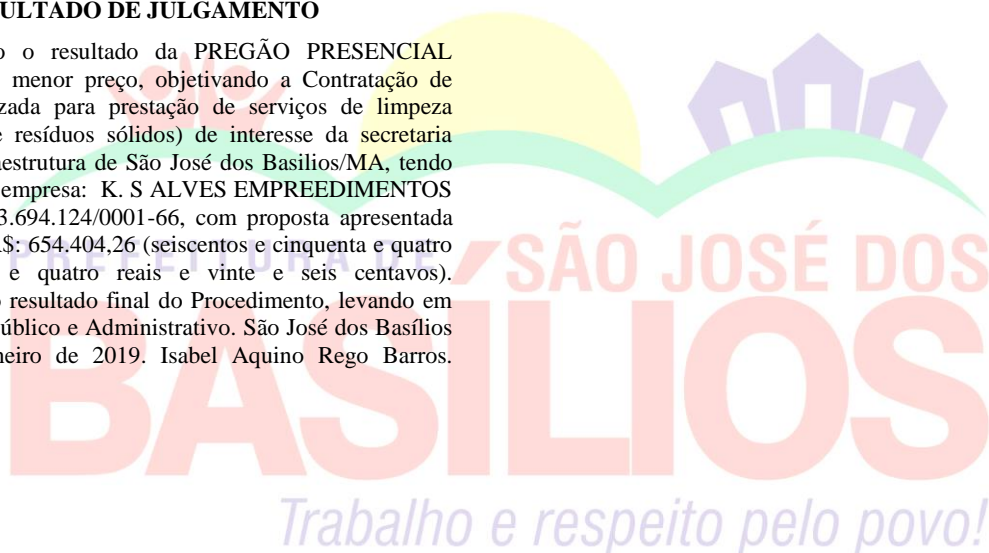 ULTADO DE JULGAMENTO
o o resultado da PREGÃO PRESENCIAL
menor preço, objetivando a Contratação de
zada para prestação de serviços de limpeza
e resíduos sólidos) de interesse da secretaria
aestrutura de São José dos Basilios/MA, tendo
empresa: K. S ALVES EMPREEDIMENTOS
3.694.124/0001-66, com proposta apresentada
$: 654.404,26 (seiscentos e cinquenta e quatro
e quatro reais e vinte e seis centavos).
o resultado final do Procedimento, levando em
úblico e Administrativo. São José dos Basílios
neiro de 2019. Isabel Aquino Rego Barros.
PREFEITURA DE SÃO JOSÉ DOS
BASÍLIOS
Trabalho e respeito pelo povo!